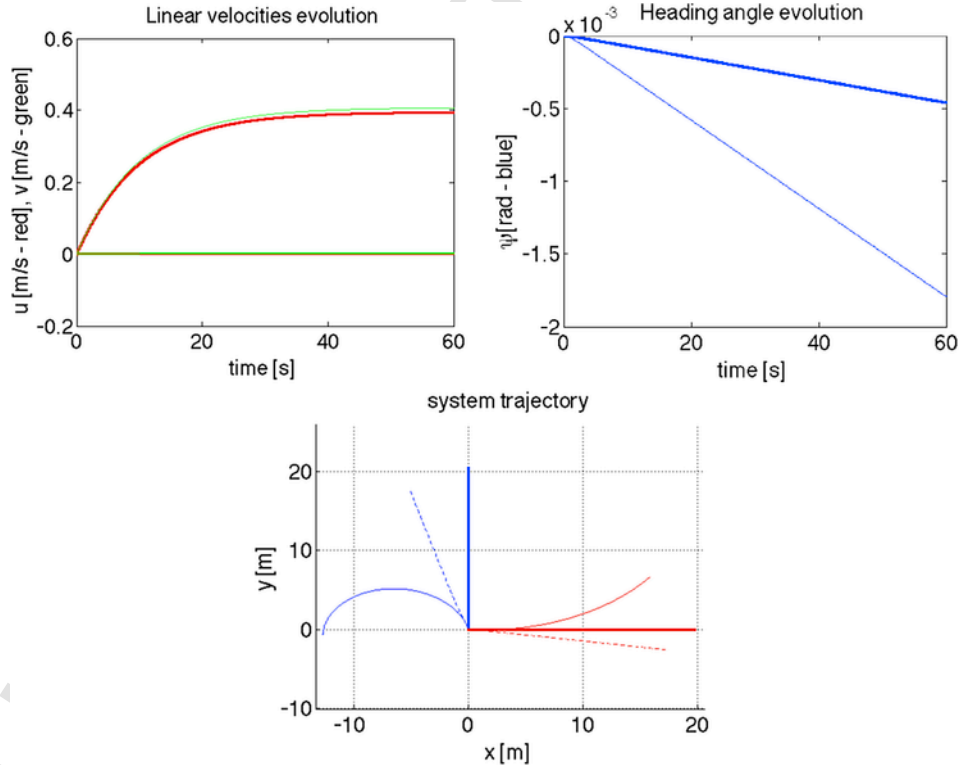 Linear velocities evolution
u [m/s - red], v [m/s - green]
0.6
0.4
0.2
0
-0.2
0
20
40
60
time [s]
Heading angle evolution
x 10 -3
ψ[rad - blue]
0
-0.5
-1
-1.5
-2
0
20
40
60
time [s]
system trajectory
y [m]
20
10
0
-10
-10
0
10
20
x [m]